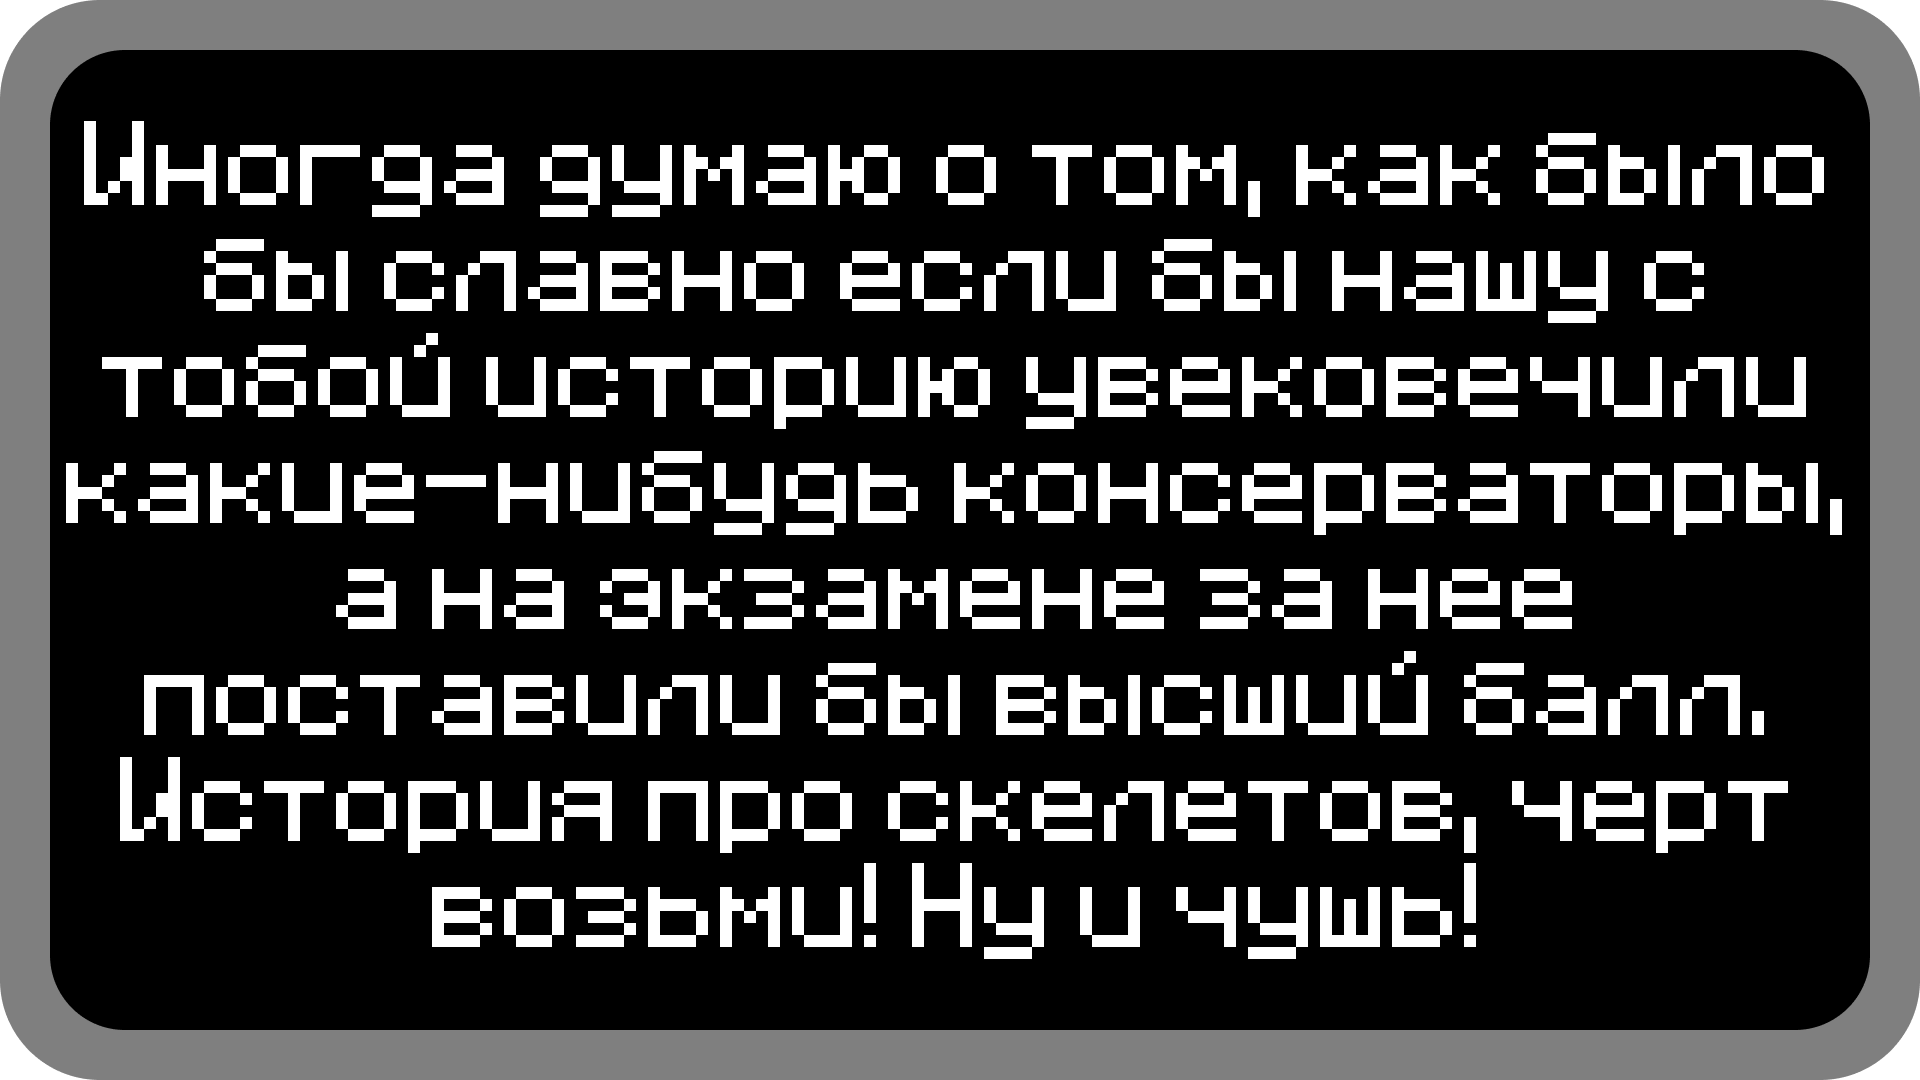 Иногда думаю о том, как было
бы славно если бы нашу с
тобой историю увековечили
какие-нибудь консерваторы,
а на экзамене за нее
поставили бы высший балл.
История про скелетов, черт
возьми! Ну и чушь!